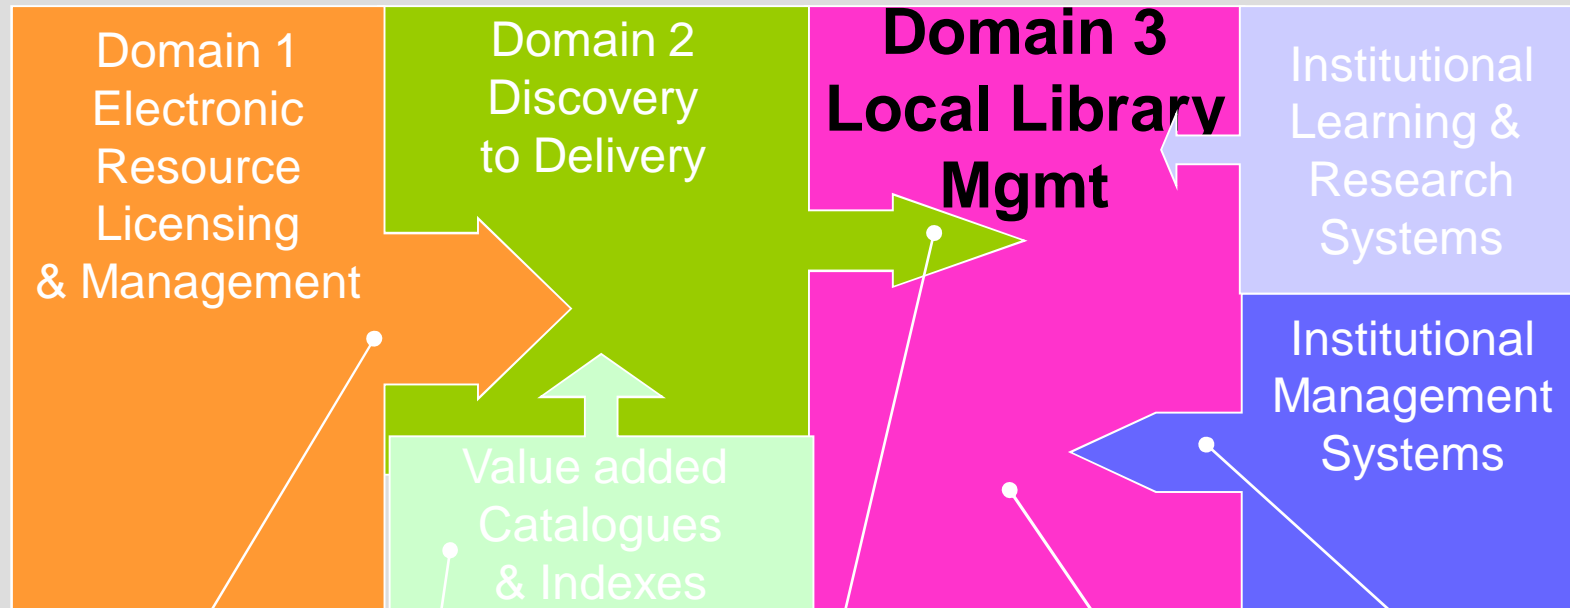 Domain 1
Electronic
Resource
Licensing
& Management
Domain 2
Discovery
to Delivery
Value added
Catalogues
& Indexes
Domain 3
Local Library
Mgmt
Institutional
Learning &
Research
Systems
Institutional
Management
Systems